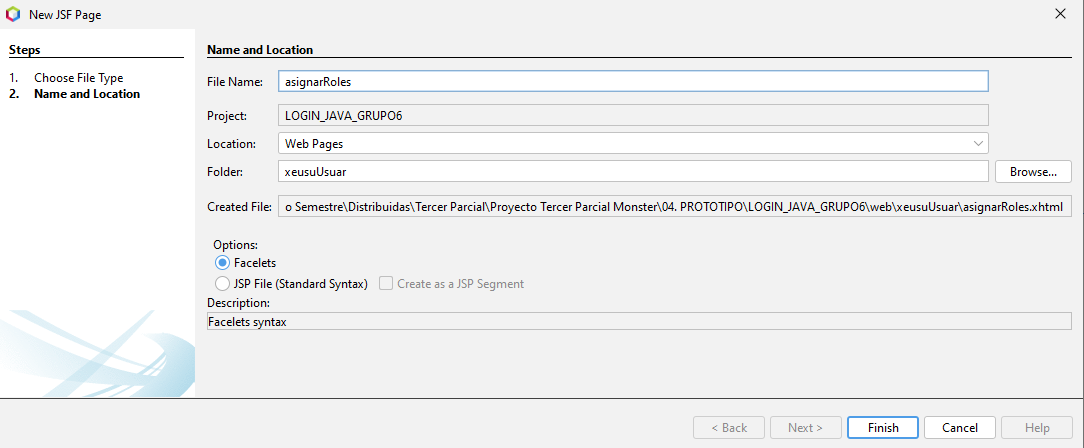 New JSF Page
Steps
1. Choose File Type
2. Name and Location
Name and Location
File Name: asignarRoles
Project: LOGIN_JAVA_GRUPO6
Location: Web Pages
Folder: xeusuUsuar Browse...
Created File: o Semestre\Distribuidas\Tercer Parcial\Proyecto Tercer Parcial Monster\04. PROTOTIPO\LOGIN_JAVA_GRUPO6\web\xeusuUsuar\asignarRoles.xhtml
Options:
Facelets
JSP File (Standard Syntax) Create as a JSP Segment
Description:
Facelets syntax
< Back Next > Finish Cancel Help